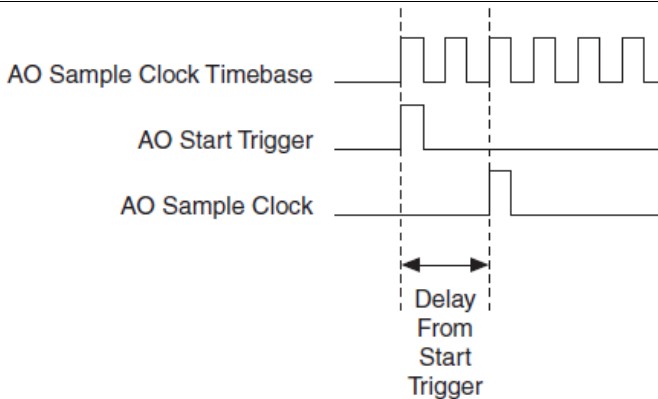 AO Sample Clock Timebase
AO Start Trigger
AO Sample Clock
Delay
From
Start
Trigger